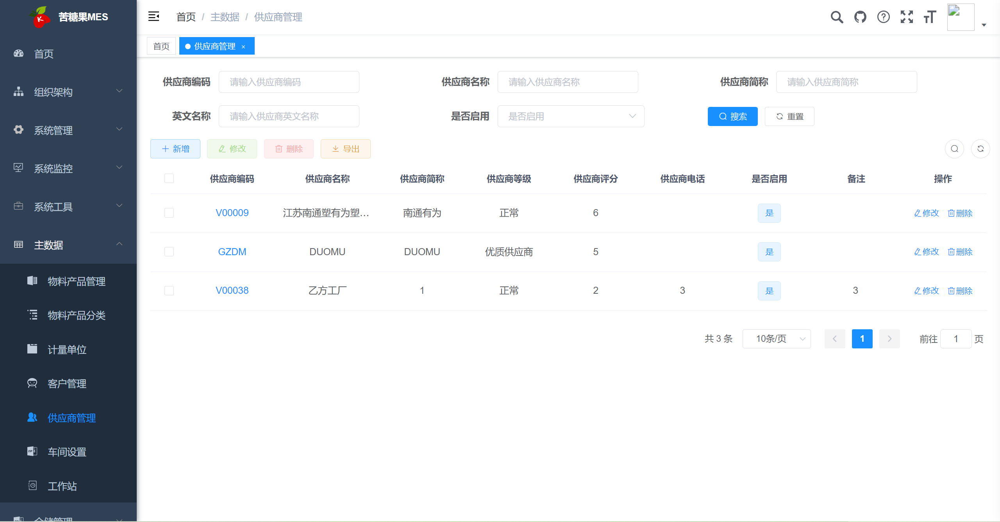 苦糖果MES
首页 / 主数据 / 供应商管理
首页
供应商管理 ×
首页
组织架构
系统管理
系统监控
系统工具
主数据
物料产品管理
物料产品分类
计量单位
客户管理
供应商管理
车间设置
工作站
仓储管理
供应商编码 请输入供应商编码 供应商名称 请输入供应商名称 供应商简称 请输入供应商简称
英文名称 请输入供应商英文名称 是否启用 是否启用 搜索 重置
新增 修改 删除 导出
供应商编码 供应商名称 供应商简称 供应商等级 供应商评分 供应商电话 是否启用 备注 操作
V00009 江苏南通塑有为塑… 南通有为 正常 6 是 修改 删除
GZDM DUOMU DUOMU 优质供应商 5 是 修改 删除
V00038 乙方工厂 1 正常 2 3 是 3 修改 删除
共 3 条 10条/页 1 前往 1 页